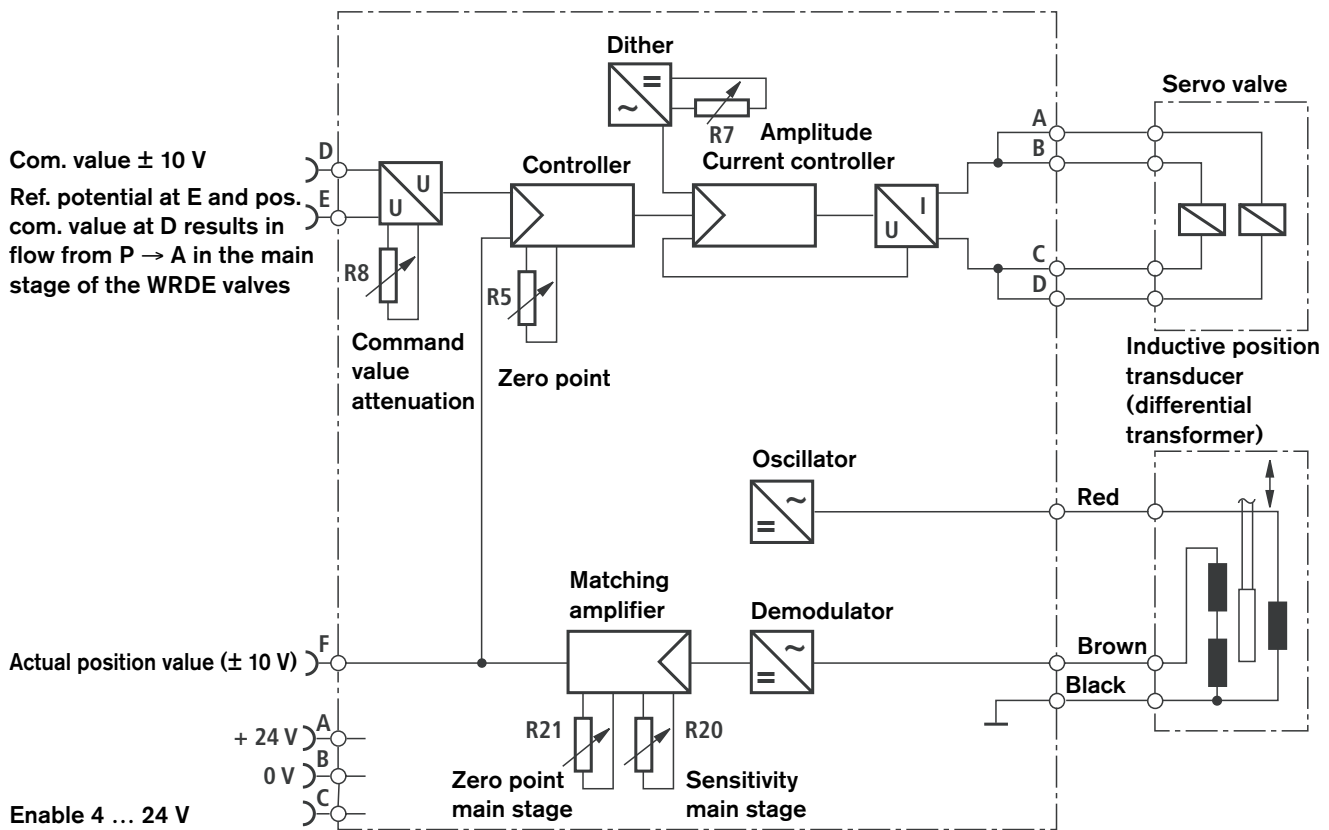 Dither
=
~
R7
Amplitude
Servo valve
Com. value ± 10 V
D
Ref. potential at E and pos.
com. value at D results in
flow from P → A in the main
stage of the WRDE valves
E
U
U
R8
Command
value
attenuation
Controller
R5
Zero point
Current controller
I
U
A
B
C
D
Inductive position
transducer
(differential
transformer)
Oscillator
~
=
Red
Matching
amplifier
Demodulator
~
=
Brown
Black
Actual position value (± 10 V)
F
R21
R20
Zero point
main stage
Sensitivity
main stage
+ 24 V
A
0 V
B
Enable 4 … 24 V
C